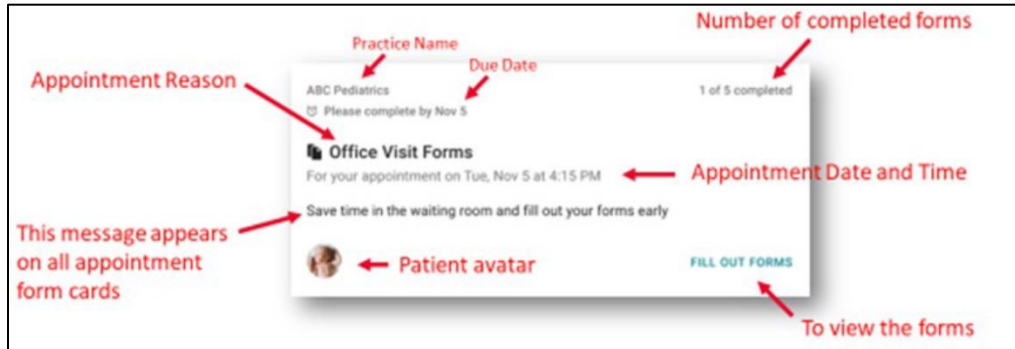 Number of completed forms
Practice Name
Due Date
Appointment Reason
ABC Pediatrics
1 of 5 completed
Please complete by Nov 5
Office Visit Forms
For your appointment on Tue, Nov 5 at 4:15 PM
Appointment Date and Time
Save time in the waiting room and fill out your forms early
This message appears
on all appointment
form cards
Patient avatar
FILL OUT FORMS
To view the forms